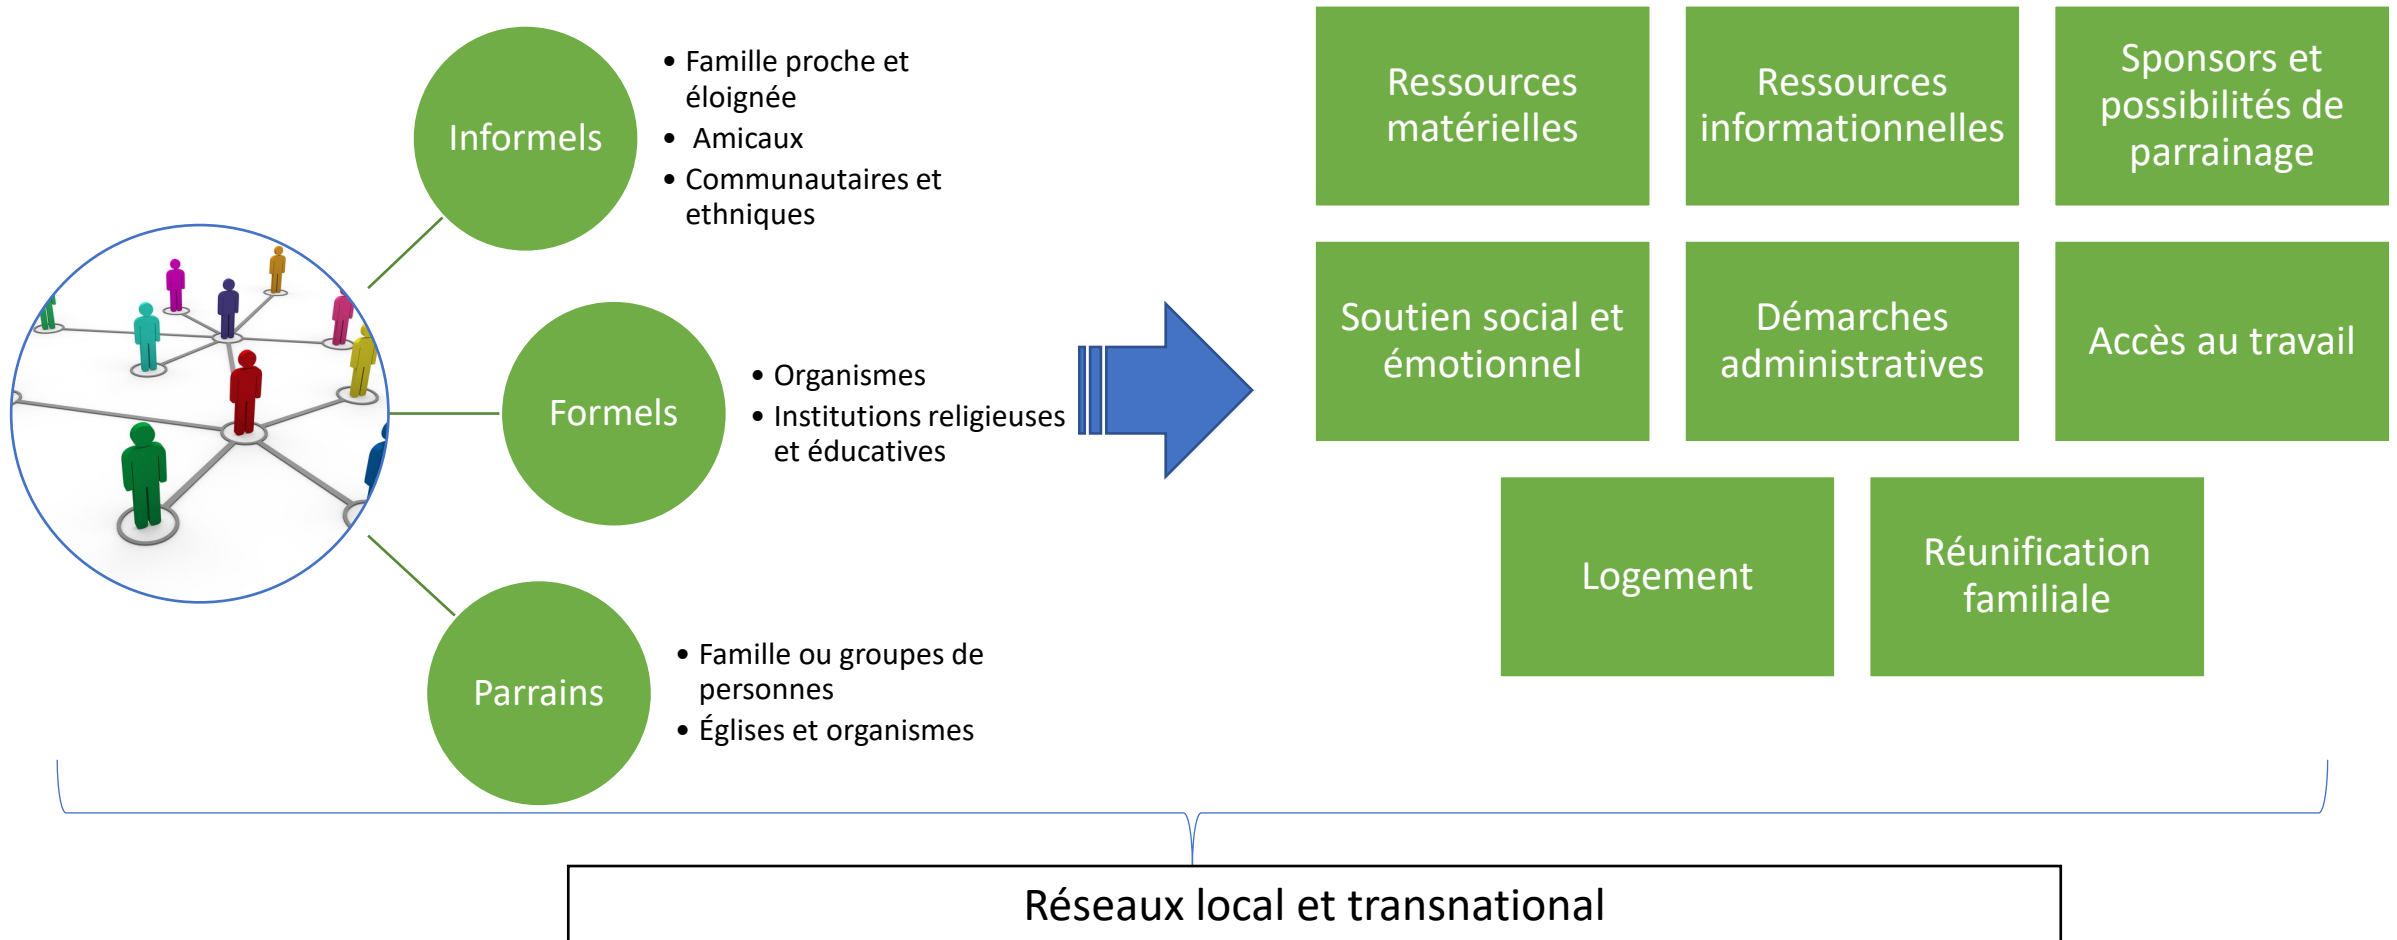 Informels
• Famille proche et
éloignée
• Amicaux
• Communautaires et
ethniques
Formels
• Organismes
• Institutions religieuses
et éducatives
Parrains
• Famille ou groupes de
personnes
• Églises et organismes
Ressources
matérielles
Ressources
informationnelles
Sponsors et
possibilités de
parrainage
Soutien social et
émotionnel
Démarches
administratives
Accès au travail
Logement
Réunification
familiale
Réseaux local et transnational